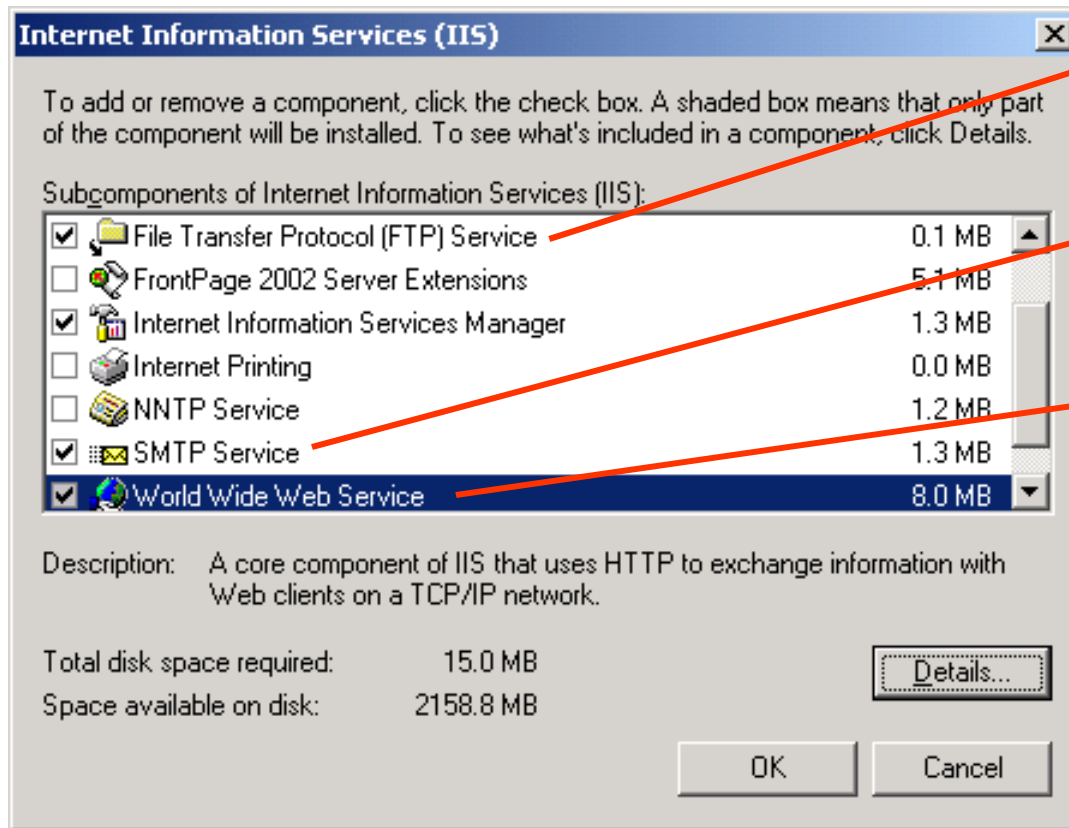 Internet Information Services (IIS)
To add or remove a component, click the check box. A shaded box means that only part
of the component will be installed. To see what's included in a component, click Details.
Subcomponents of Internet Information Services (IIS):
File Transfer Protocol (FTP) Service 0.1 MB
FrontPage 2002 Server Extensions 5.1 MB
Internet Information Services Manager 1.3 MB
Internet Printing 0.0 MB
NNTP Service 1.2 MB
SMTP Service 1.3 MB
World Wide Web Service 8.0 MB
Description: A core component of IIS that uses HTTP to exchange information with
Web clients on a TCP/IP network.
Total disk space required: 15.0 MB
Space available on disk: 2158.8 MB
Details...
OK Cancel